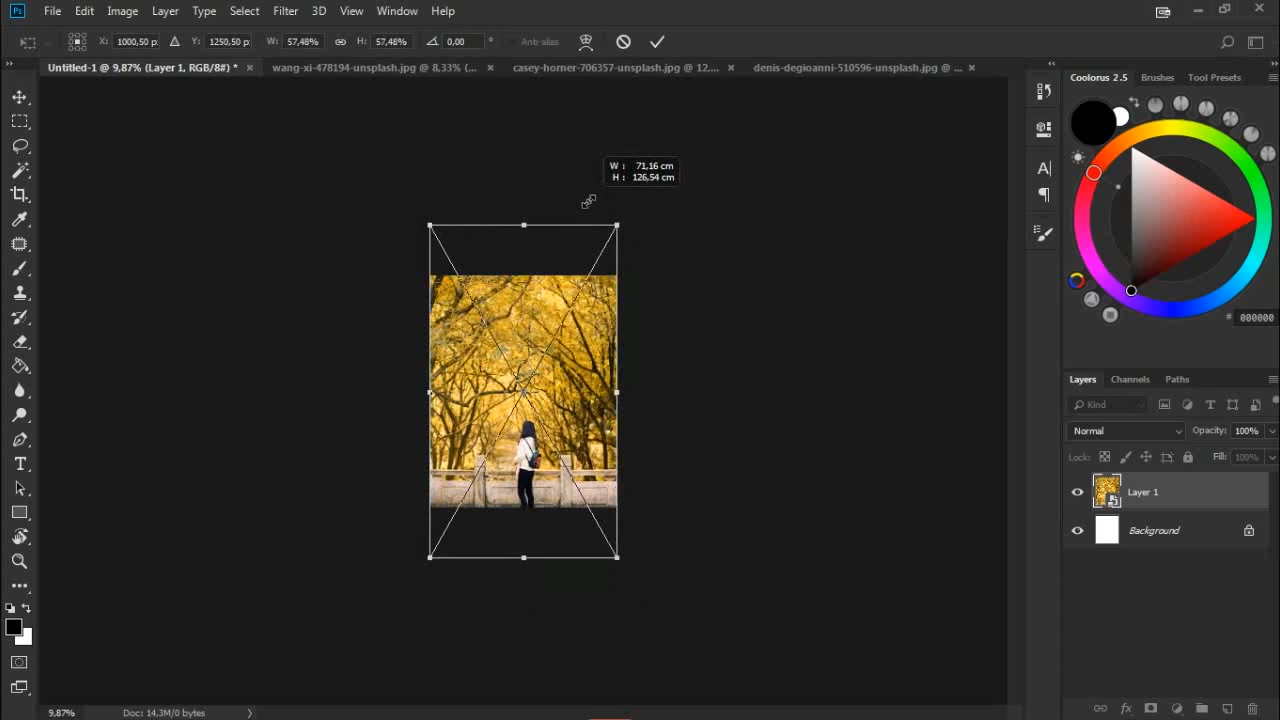 Ps File Edit Image Layer Type Select Filter 3D View Window Help
X: 1000,50 p: Y: 1250,50 p: W: 57,48% H: 57,48% 0,00 ° Anti-alias
Untitled-1 @ 9,87% (Layer 1, RGB/8#) * wang-xi-478194-unsplash.jpg @ 8,33% (... casey-horner-706357-unsplash.jpg @ 12,... denis-degioanni-510596-unsplash.jpg @ ...
Coolorus 2.5 Brushes Tool Presets
W : 71,16 cm
H : 126,54 cm
# 000000
Layers Channels Paths
Kind
Normal Opacity: 100%
Lock: Fill: 100%
Layer 1
Background
9,87% Doc: 14,3M/0 bytes